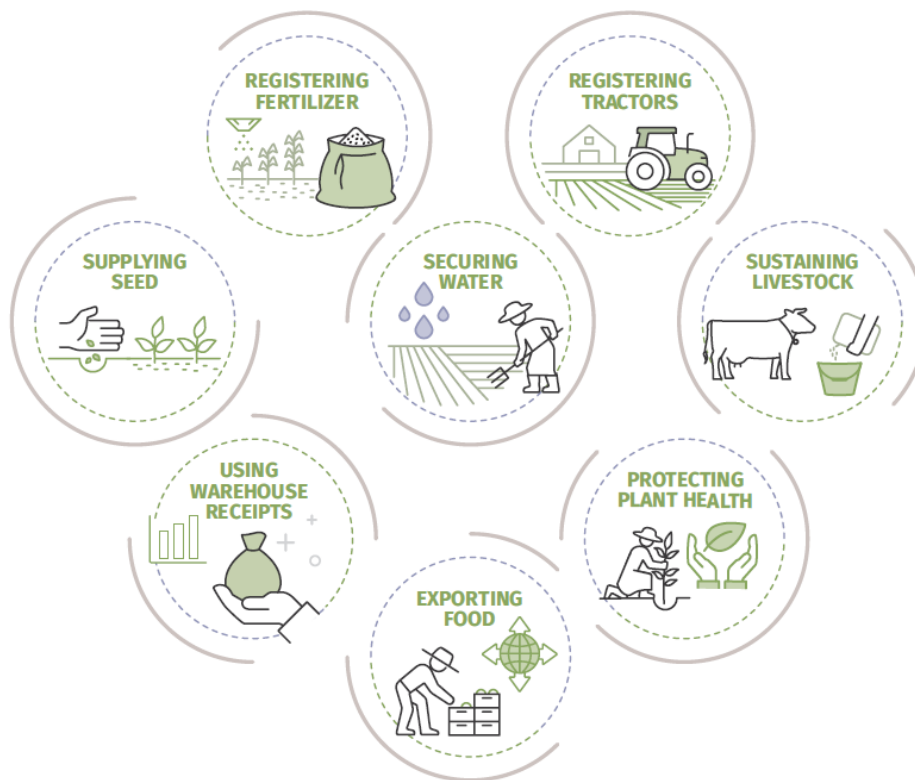 REGISTERING
FERTILIZER
REGISTERING
TRACTORS
SUPPLYING
SEED
SECURING
WATER
SUSTAINING
LIVESTOCK
USING
WAREHOUSE
RECEIPTS
PROTECTING
PLANT HEALTH
EXPORTING
FOOD